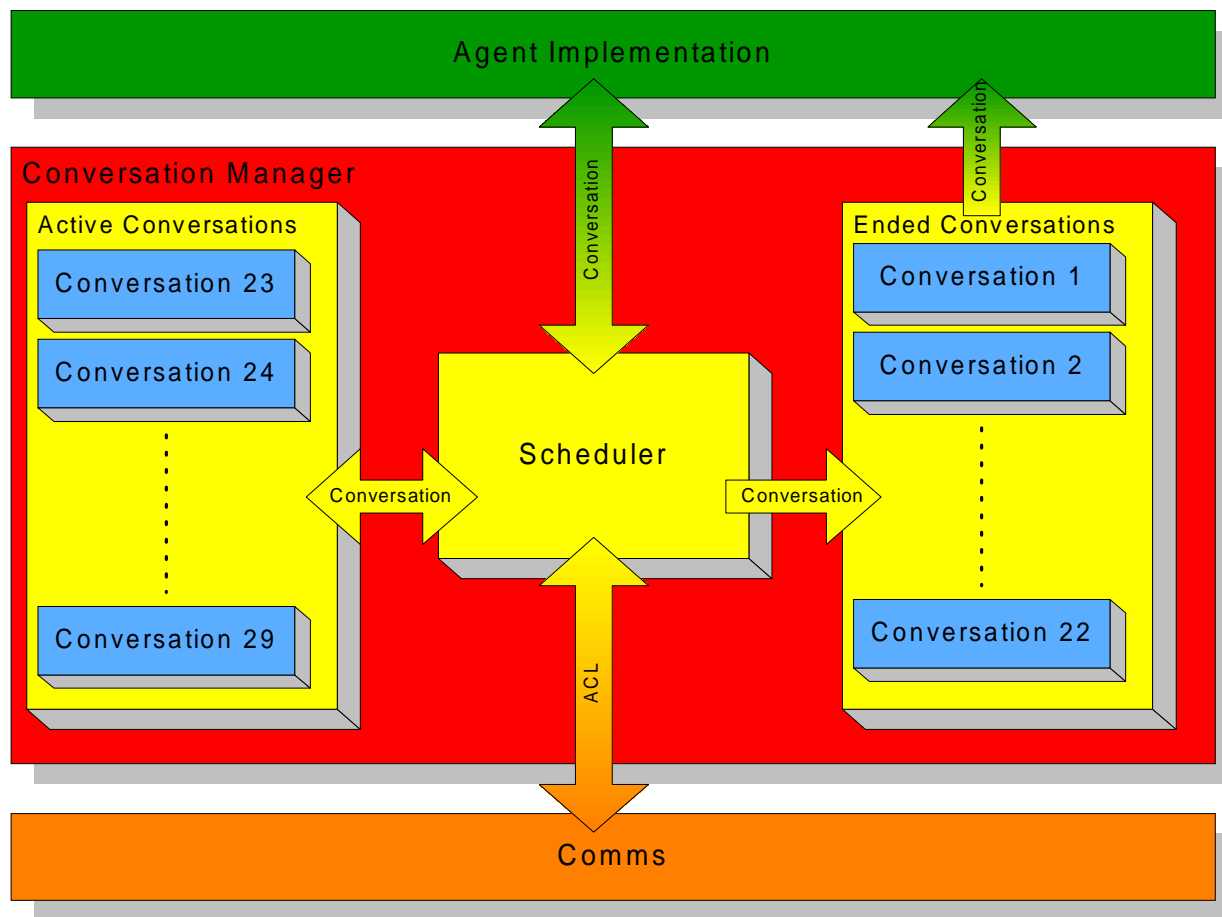 Agent Implementation
Conversation
Conversation
Conversation Manager
Active Conversations
Conversation 23
Conversation 24
Conversation 29
Conversation
Scheduler
Conversation
ACL
Ended Conversations
Conversation 1
Conversation 2
Conversation 22
Comms